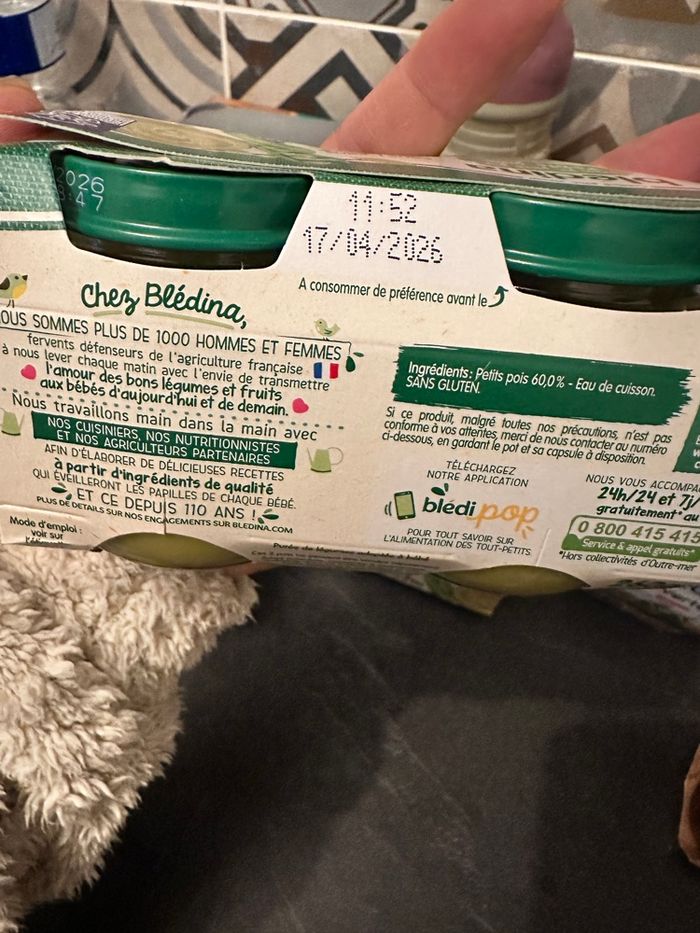 2026
11:52
17/04/2026
A consommer de préférence avant le
Chez Blédina,
NOUS SOMMES PLUS DE 1000 HOMMES ET FEMMES
fervents défenseurs de l'agriculture française
à nous lever chaque matin avec l'envie de transmettre
l'amour des bons légumes et fruits
aux bébés d'aujourd'hui et de demain.
Nous travaillons main dans la main avec
NOS CUISINIERS, NOS NUTRITIONNISTES
ET NOS AGRICULTEURS PARTENAIRES
AFIN D'ÉLABORER DE DÉLICIEUSES RECETTES
à partir d'ingrédients de qualité
QUI ÉVEILLERONT LES PAPILLES DE CHAQUE BÉBÉ.
ET CE DEPUIS 110 ANS !
PLUS DE DÉTAILS SUR NOS ENGAGEMENTS SUR BLEDINA.COM
Mode d'emploi :
voir sur
Ingrédients : Petits pois 60,0% - Eau de cuisson.
SANS GLUTEN.
Si ce produit, malgré toutes nos précautions, n'est pas
conforme à vos attentes, merci de nous contacter au numéro
ci-dessous, en gardant le pot et sa capsule à disposition.
TÉLÉCHARGEZ
NOTRE APPLICATION
blédi pop
POUR TOUT SAVOIR SUR
L'ALIMENTATION DES TOUT-PETITS
NOUS VOUS
24h/24 et 7j/
gratuitement* au
0 800 415 415
Service & appel gratuits
*Hors collectivités d'Outre-mer